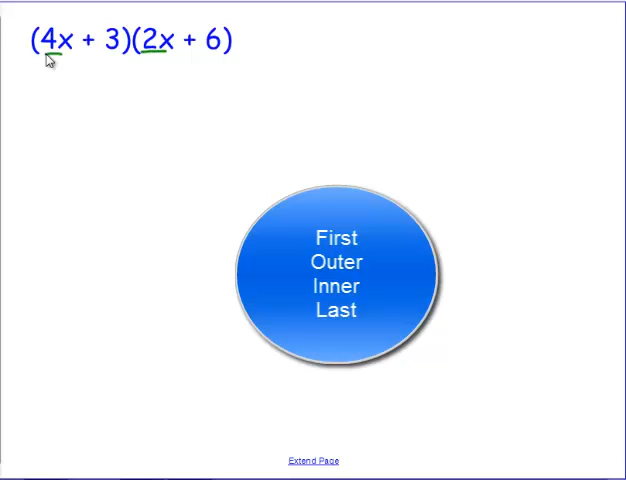 (4x + 3)(2x + 6)
First
Outer
Inner
Last
Extend Page